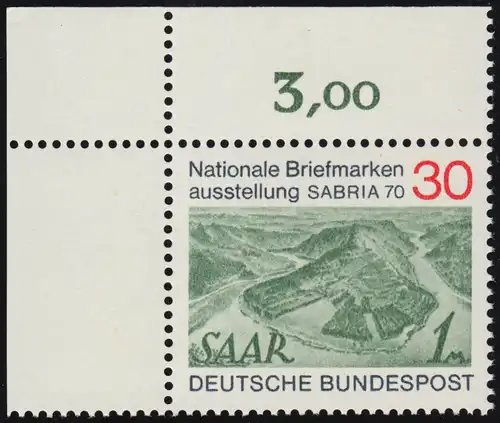 3,00
Nationale Briefmarken
ausstellung SABRIA 70 30
SAAR 1M
DEUTSCHE BUNDESPOST